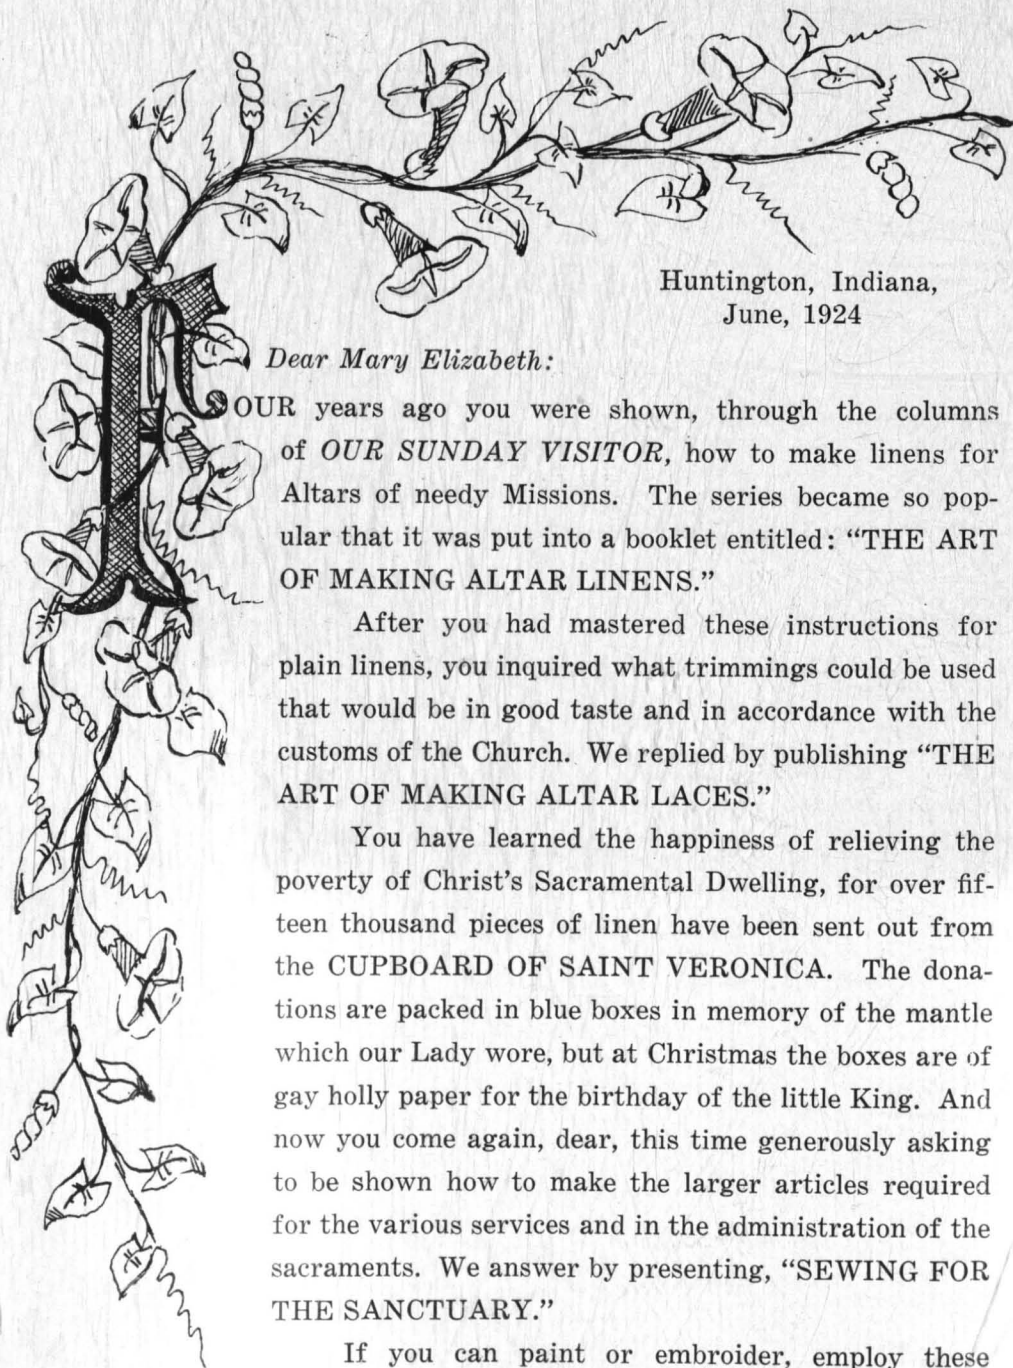 Huntington, Indiana,
June, 1924
Dear Mary Elizabeth:
FOUR years ago you were shown, through the columns
of OUR SUNDAY VISITOR, how to make linens for
Altars of needy Missions. The series became so pop-
ular that it was put into a booklet entitled: “THE ART
OF MAKING ALTAR LINENS.”
After you had mastered these instructions for
plain linens, you inquired what trimmings could be used
that would be in good taste and in accordance with the
customs of the Church. We replied by publishing “THE
ART OF MAKING ALTAR LACES.”
You have learned the happiness of relieving the
poverty of Christ’s Sacramental Dwelling, for over fif-
teen thousand pieces of linen have been sent out from
the CUPBOARD OF SAINT VERONICA. The dona-
tions are packed in blue boxes in memory of the mantle
which our Lady wore, but at Christmas the boxes are of
gay holly paper for the birthday of the little King. And
now you come again, dear, this time generously asking
to be shown how to make the larger articles required
for the various services and in the administration of the
sacraments. We answer by presenting, “SEWING FOR
THE SANCTUARY.”
If you can paint or embroider, employ these